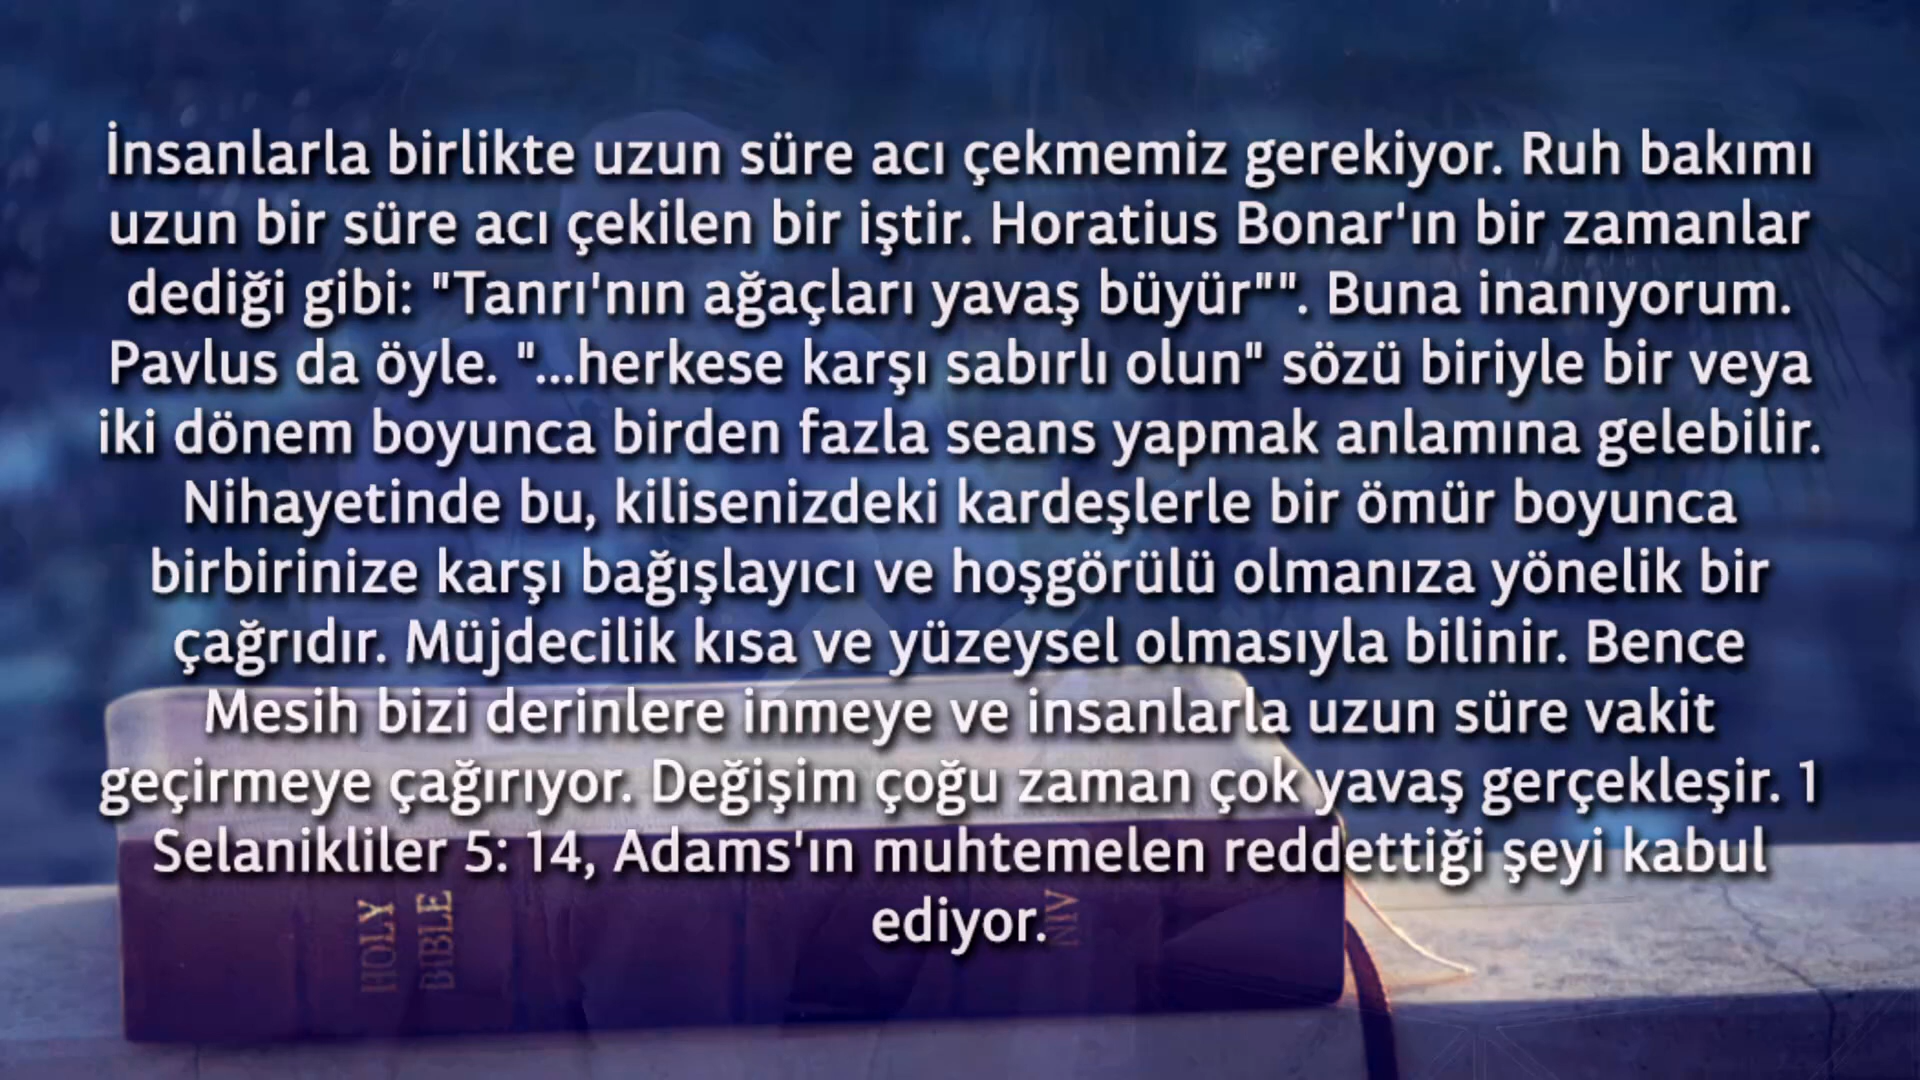 İnsanlarla birlikte uzun süre acı çekmemiz gerekiyor. Ruh bakımı
uzun bir süre acı çekilen bir iştir. Horatius Bonar'ın bir zamanlar
dediği gibi: "Tanrı'nın ağaçları yavaş büyür"". Buna inanıyorum.
Pavlus da öyle. "...herkese karşı sabırlı olun" sözü biriyle bir veya
iki dönem boyunca birden fazla seans yapmak anlamına gelebilir.
Nihayetinde bu, kilisenizdeki kardeşlerle bir ömür boyunca
birbirinize karşı bağışlayıcı ve hoşgörülü olmanıza yönelik bir
çağrıdır. Müjdecilik kısa ve yüzeysel olmasıyla bilinir. Bence
Mesih bizi derinlere inmeye ve insanlarla uzun süre vakit
geçirmeye çağırıyor. Değişim çoğu zaman çok yavaş gerçekleşir. 1
Selanikliler 5: 14, Adams'ın muhtemelen reddettiği şeyi kabul
ediyor.
HOLY
BIBLE
NIV